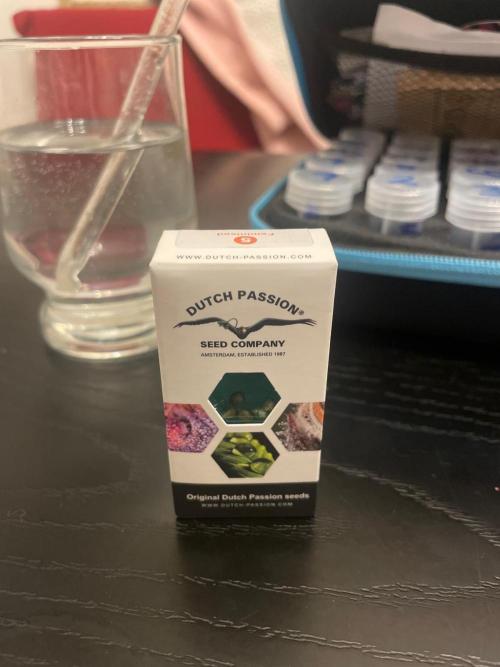 5
Feminised
WWW.DUTCH-PASSION.COM
DUTCH PASSION®
SEED COMPANY
AMSTERDAM, ESTABLISHED 1987
Original Dutch Passion seeds
WWW.DUTCH-PASSION.COM